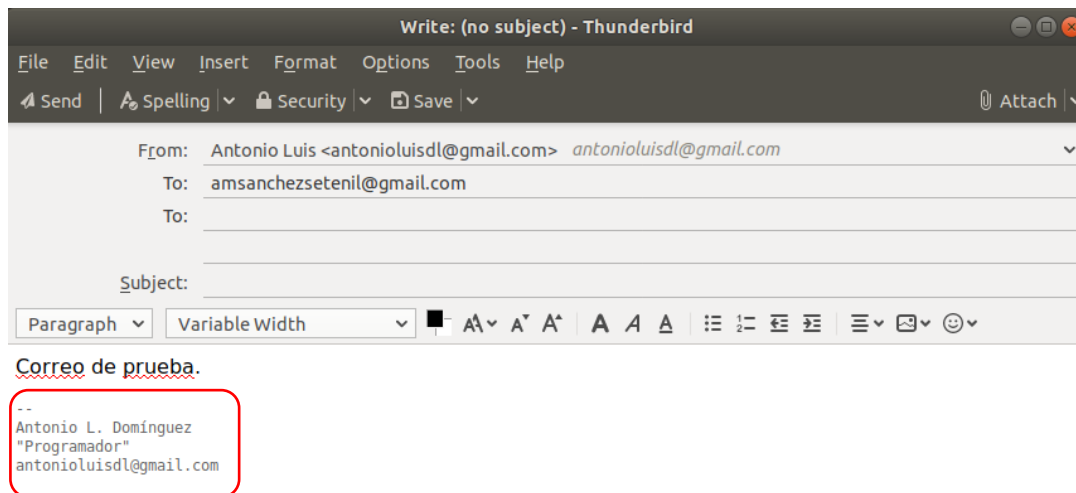 Write: (no subject) - Thunderbird
File Edit View Insert Format Options Tools Help
Send Spelling Security Save Attach
From: Antonio Luis <antonioluisdl@gmail.com> antonioluisdl@gmail.com
To: amsanchezsetenil@gmail.com
To:
Subject:
Paragraph Variable Width
Correo de prueba.
--
Antonio L. Domínguez
"Programador"
antonioluisdl@gmail.com